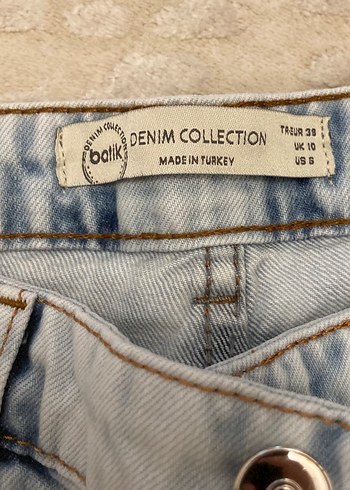 DENIM COLLECTION
batik
DENIM COLLECTION
MADE IN TURKEY
TR-EUR 38
UK 10
US 6